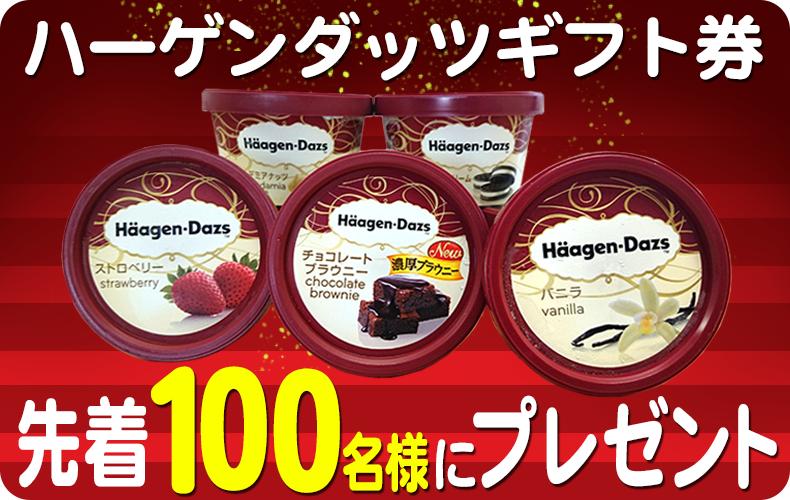 ハーゲンダッツギフト券
Häagen-Dazs
Häagen-Dazs
Häagen-Dazs
ストロベリー
strawberry
Häagen-Dazs
チョコレート
ブラウニー
chocolate
brownie
New
濃厚ブラウニー
Häagen-Dazs
バニラ
vanilla
先着100名様にプレゼント